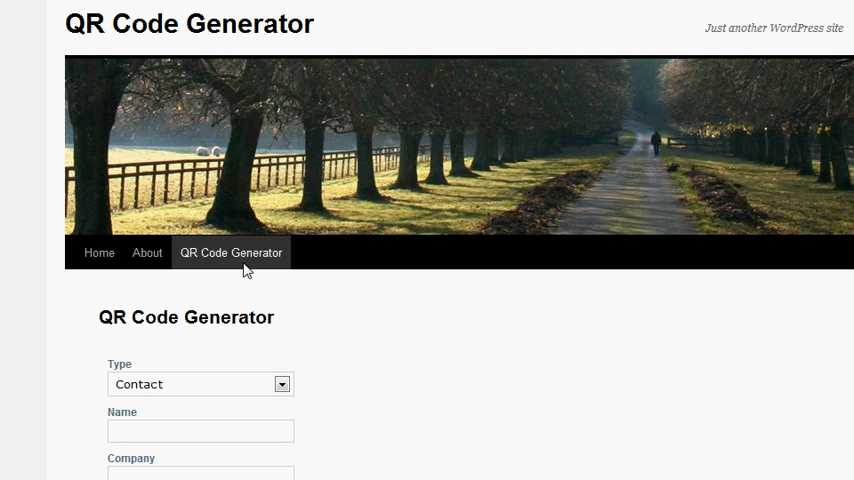 QR Code Generator
Just another WordPress site
Home About QR Code Generator
QR Code Generator
Type
Contact
Name
Company